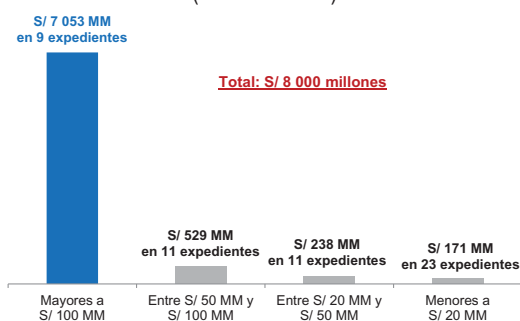 S/ 7 053 MM
en 9 expedientes
Total: S/ 8 000 millones
S/ 529 MM
en 11 expedientes
S/ 238 MM
en 11 expedientes
S/ 171 MM
en 23 expedientes
Mayores a
S/ 100 MM
Entre S/ 50 MM y
S/ 100 MM
Entre S/ 20 MM y
S/ 50 MM
Menores a
S/ 20 MM